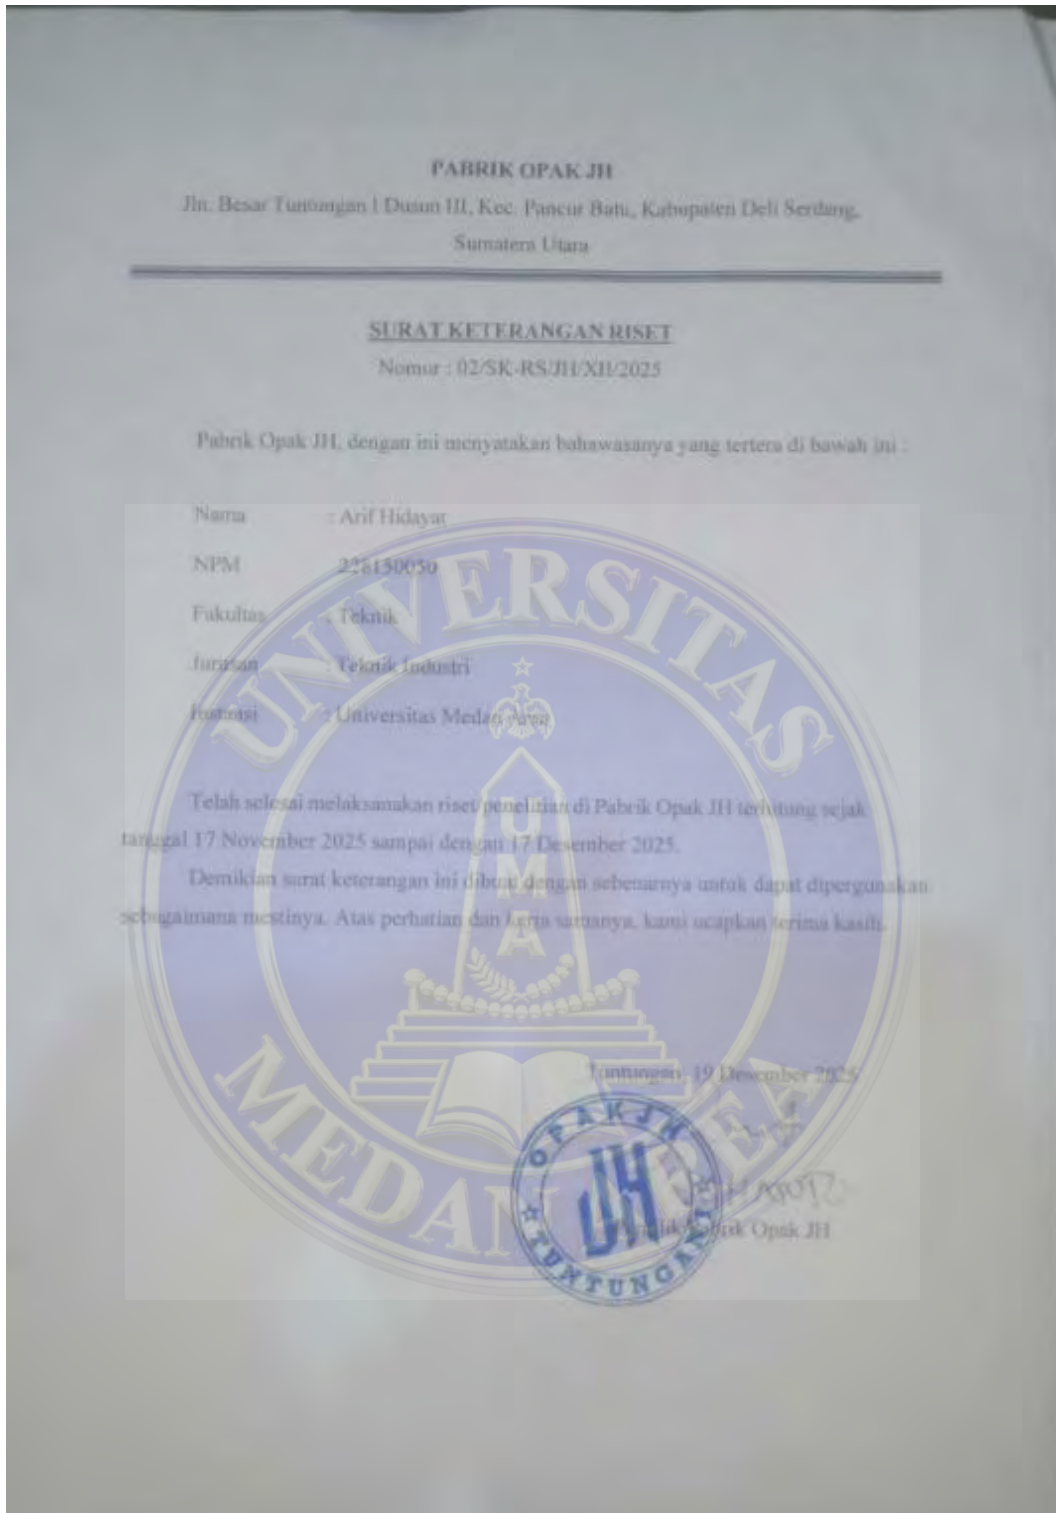 PABRIK OPAK JH
Jln. Besar Tuntungan I Dusun III, Kec. Pancur Batu, Kabupaten Deli Serdang,
Sumatera Utara
SURAT KETERANGAN RISET
Nomor : 02/SK-RS/JH/XII/2025
Pabrik Opak JH, dengan ini menyatakan bahawasanya yang tertera di bawah ini :
Nama : Arif Hidayat
NPM 228150050
Fakultas : Teknik
Jurusan : Teknik Industri
Institusi : Universitas Medan Area
Telah selesai melaksanakan riset/penelitian di Pabrik Opak JH terhitung sejak
tanggal 17 November 2025 sampai dengan 17 Desember 2025.
Demikian surat keterangan ini dibuat dengan sebenarnya untuk dapat dipergunakan
sebagaimana mestinya. Atas perhatian dan kerja samanya, kami ucapkan terima kasih.
Tuntungan, 19 Desember 2025
Pemilik Pabrik Opak JH
OPAK JH
JH
TUNTUNGAN
UNIVERSITAS
UMA
MEDAN AREA